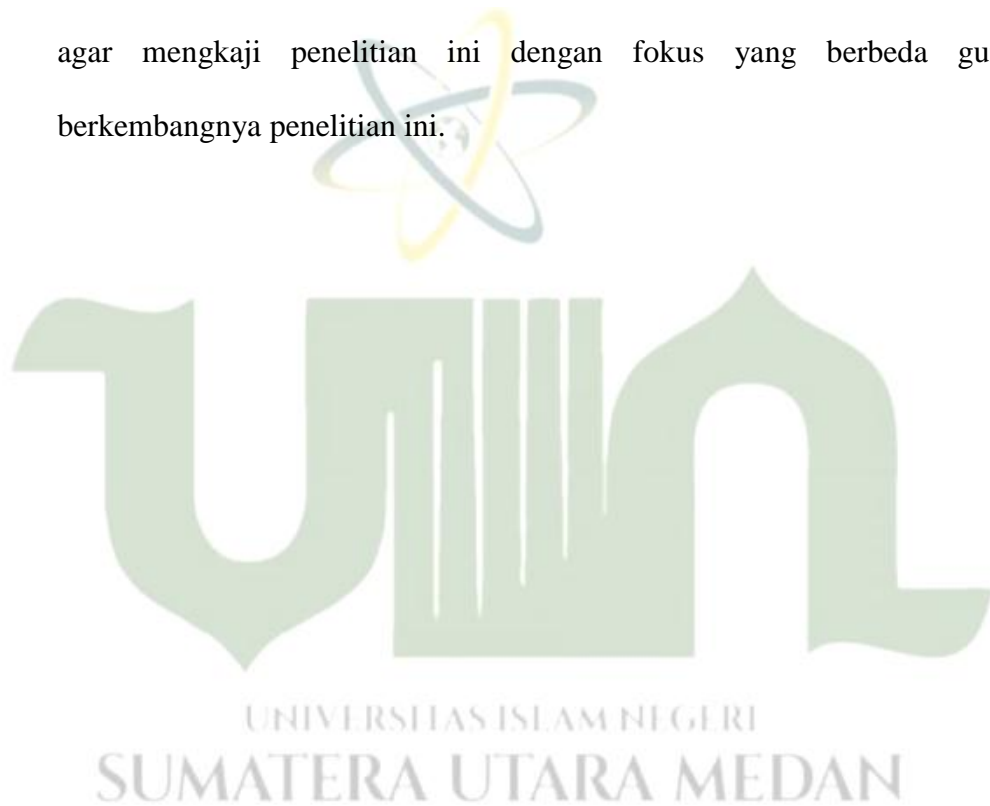 agar mengkaji penelitian ini dengan fokus yang berbeda gu
berkembangnya penelitian ini.
UNIVERSITAS ISLAM NEGERI
SUMATERA UTARA MEDAN